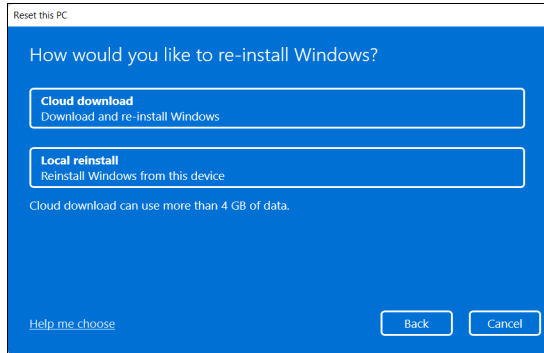 Reset this PC
How would you like to re-install Windows?
Cloud download
Download and re-install Windows
Local reinstall
Reinstall Windows from this device
Cloud download can use more than 4 GB of data.
Help me choose
Back
Cancel